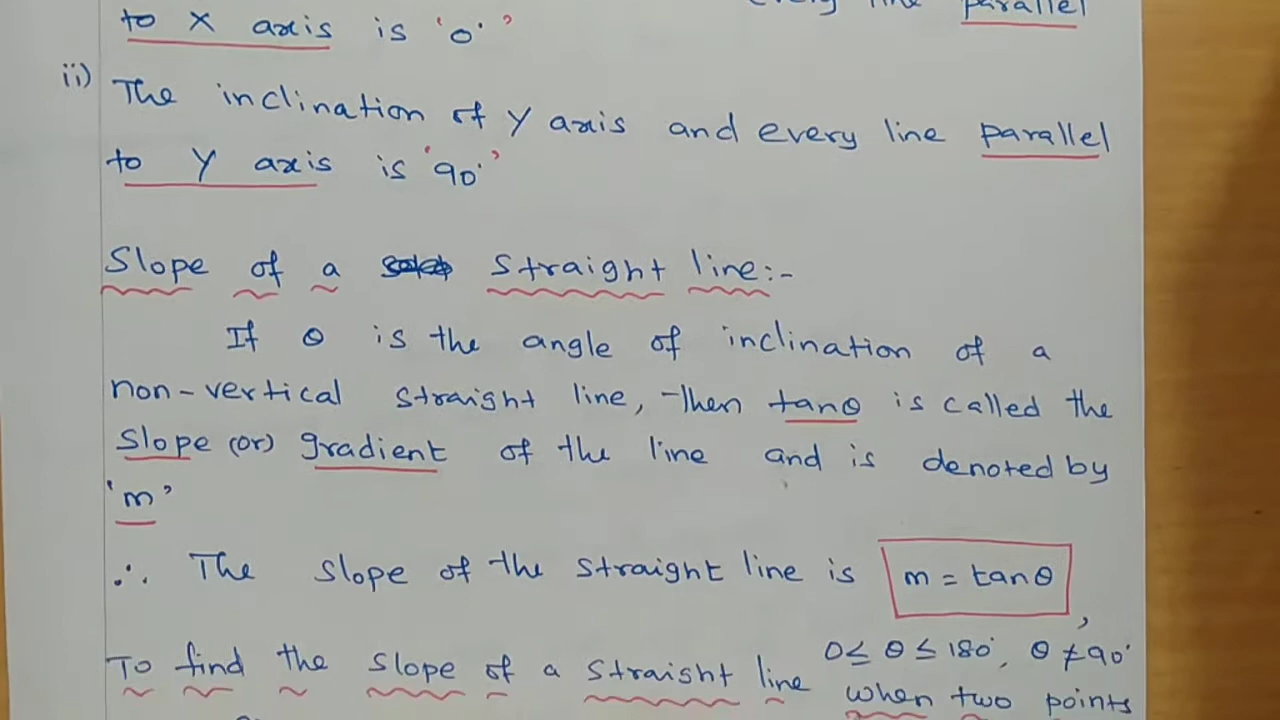 every line parallel
to X axis is '0°'
ii) The inclination of Y axis and every line parallel
to Y axis is '90°'
Slope of a straight line:-
If θ is the angle of inclination of a
non-vertical straight line, then tanθ is called the
slope (or) gradient of the line and is denoted by
'm'
∴ The slope of the straight line is m = tanθ,
0≤ θ ≤ 180°, θ ≠ 90°
To find the slope of a straight line when two points